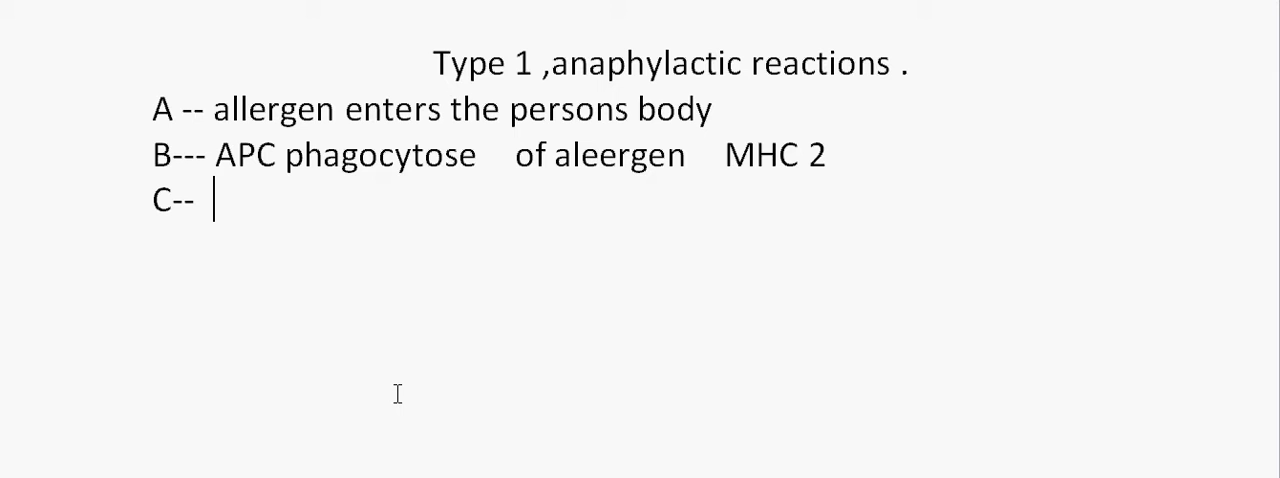 Type 1 ,anaphylactic reactions .
A -- allergen enters the persons body
B--- APC phagocytose of aleergen MHC 2
C--